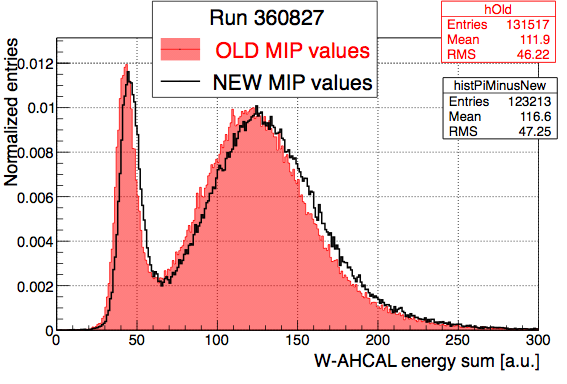 Run 360827
OLD MIP values
NEW MIP values
hOld
Entries 131517
Mean 111.9
RMS 46.22
histPiMinusNew
Entries 123213
Mean 116.6
RMS 47.25
Normalized entries
0.012
0.01
0.008
0.006
0.004
0.002
0
0 50 100 150 200 250 300
W-AHCAL energy sum [a.u.]